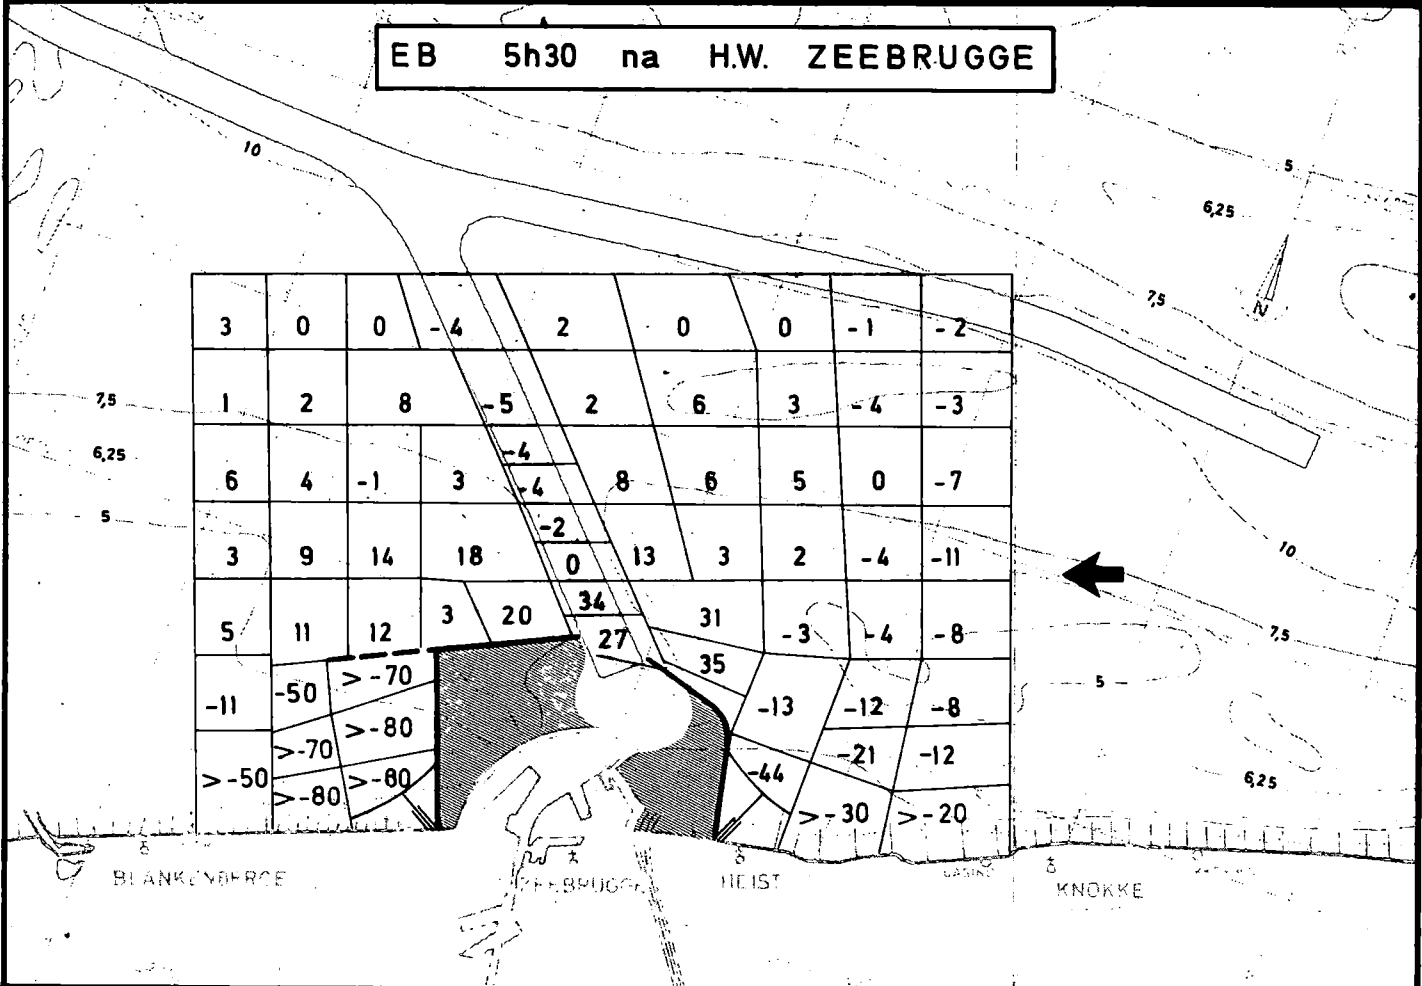 EB 5h30 na H.W. ZEEBRUGGE
10
5
6,25
7,5
3 0 0 -4 2 0 0 -1 -2
7,5 1 2 8 -5 2 6 3 -4 -3
6,25 -4
6 4 -1 3 -4 8 6 5 0 -7
5 -2
3 9 14 18 0 13 3 2 -4 -11 10
34
3 20 31
5 11 12 27 -3 -4 -8 7,5
35
>-70
-50 5
-11 -13 -12 -8
>-80
>-70 -21 -12
>-50 >-80 -44 6,25
>-80 >-30 >-20
BLANKENBERGE ZEEBRUGGE HEIST CASINO KNOKKE
N